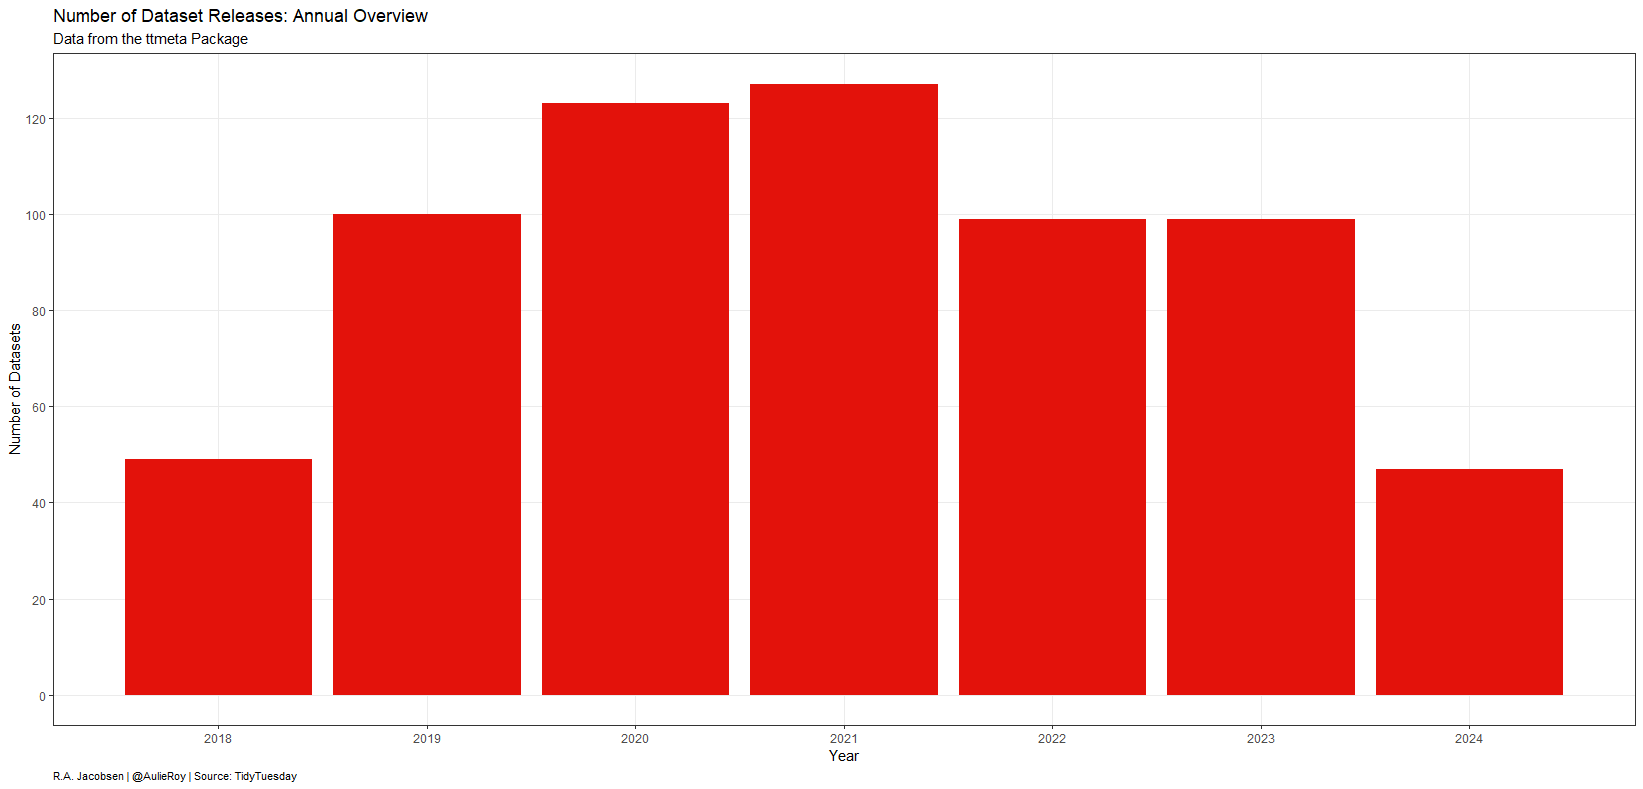 Number of Dataset Releases: Annual Overview
Data from the ttmeta Package
Number of Datasets
120
100
80
60
40
20
0
2018 2019 2020 2021 2022 2023 2024
Year
R.A. Jacobsen | @AulieRoy | Source: TidyTuesday